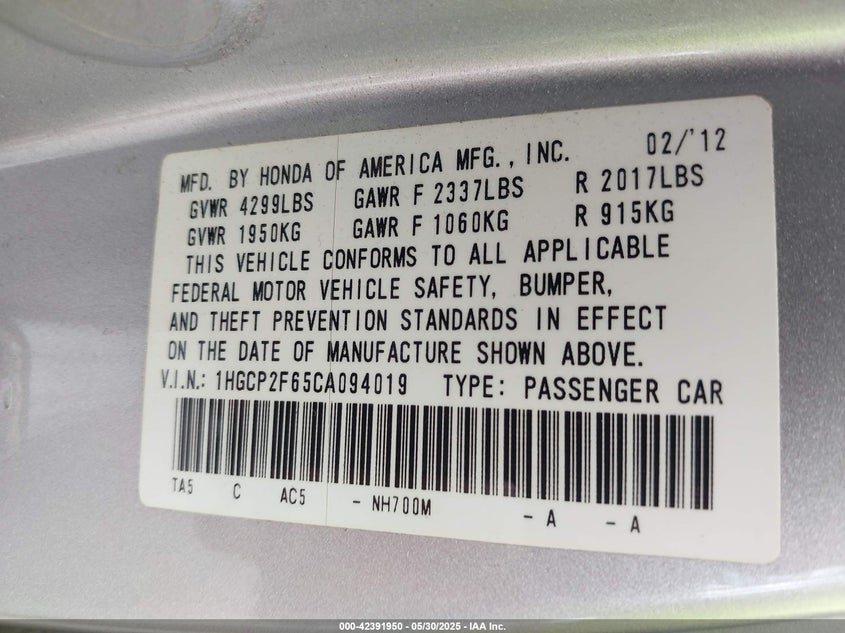 MFD. BY HONDA OF AMERICA MFG., INC. 02/'12
GVWR 4299LBS GAWR F 2337LBS R 2017LBS
GVWR 1950KG GAWR F 1060KG R 915KG
THIS VEHICLE CONFORMS TO ALL APPLICABLE
FEDERAL MOTOR VEHICLE SAFETY, BUMPER,
AND THEFT PREVENTION STANDARDS IN EFFECT
ON THE DATE OF MANUFACTURE SHOWN ABOVE.
V.I.N.: 1HGCP2F65CA094019 TYPE: PASSENGER CAR
TA5 C AC5 - NH700M - A - A
000-42391950 - 05/30/2025 - IAA Inc.